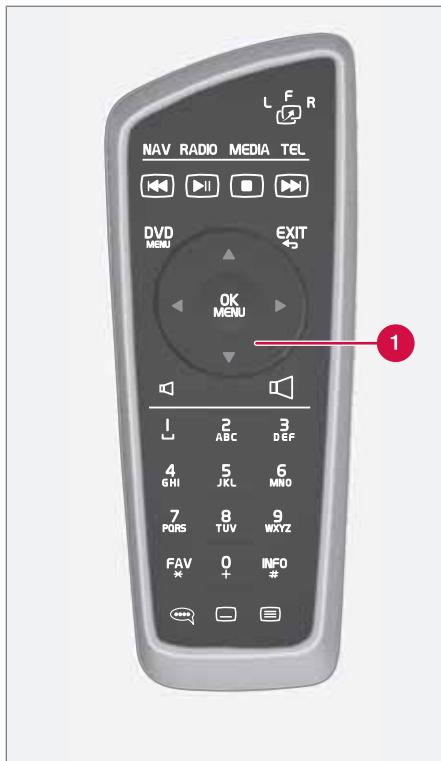 L F R
NAV RADIO MEDIA TEL
DVD EXIT
MENU
OK
MENU
1
1 2 3
ABC DEF
4 5 6
GHI JKL MNO
7 8 9
PQRS TUV WXYZ
FAV 0 INFO
* + #